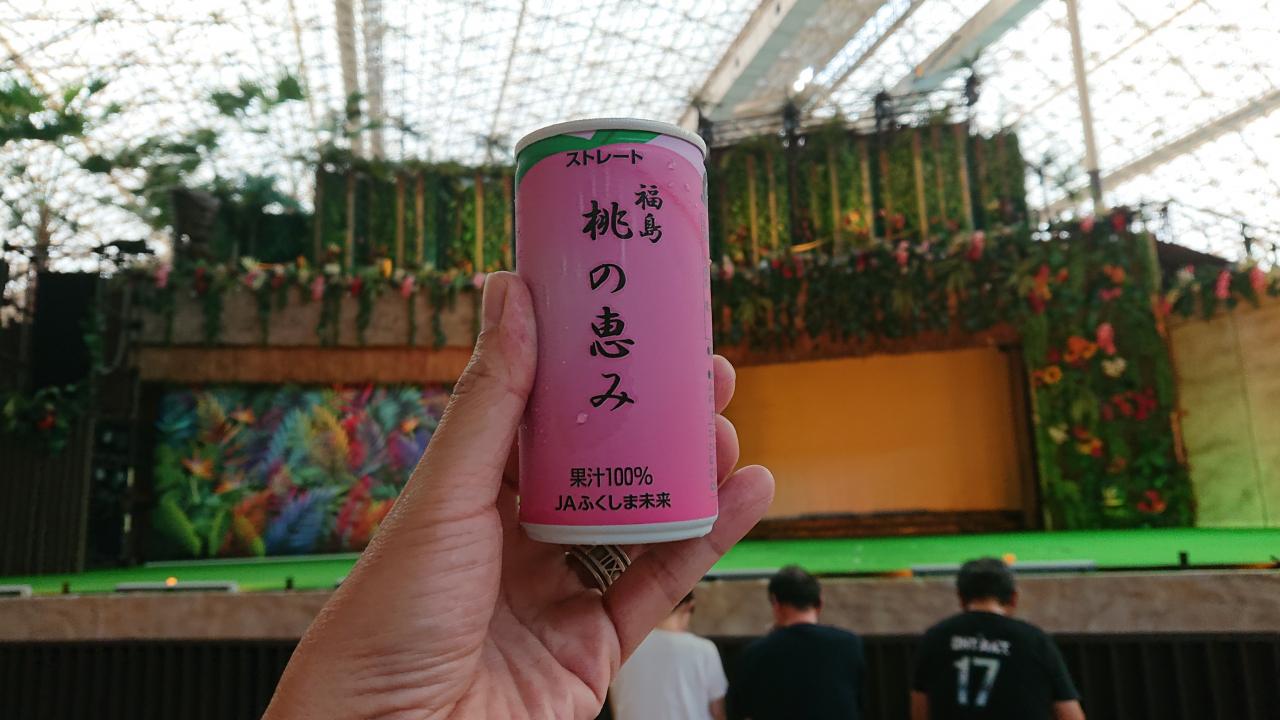 ストレート
福島
桃の恵み
果汁100%
JAふくしま未来
17